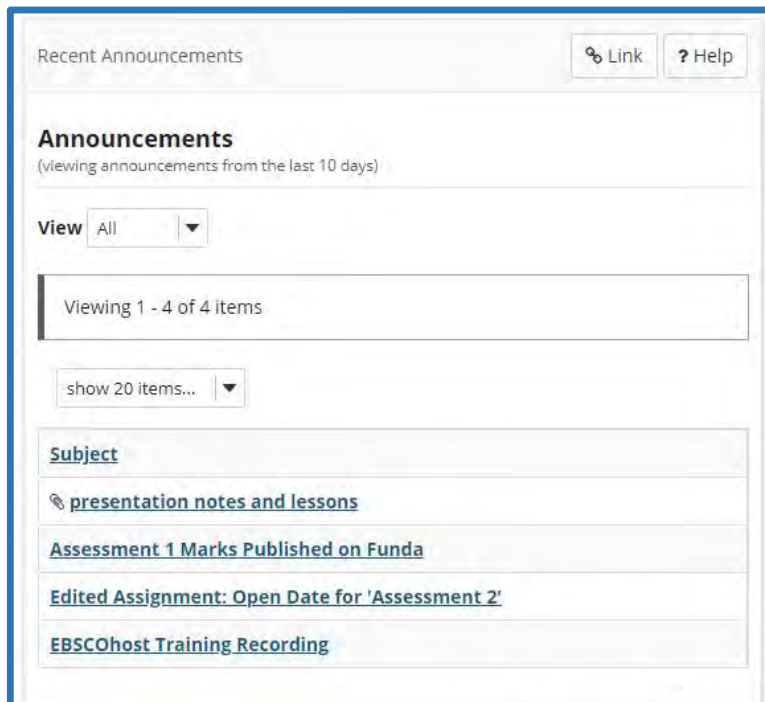 Recent Announcements
Link
? Help
Announcements
(viewing announcements from the last 10 days)
View All
Viewing 1 - 4 of 4 items
show 20 items...
Subject
presentation notes and lessons
Assessment 1 Marks Published on Funda
Edited Assignment: Open Date for 'Assessment 2'
EBSCOhost Training Recording